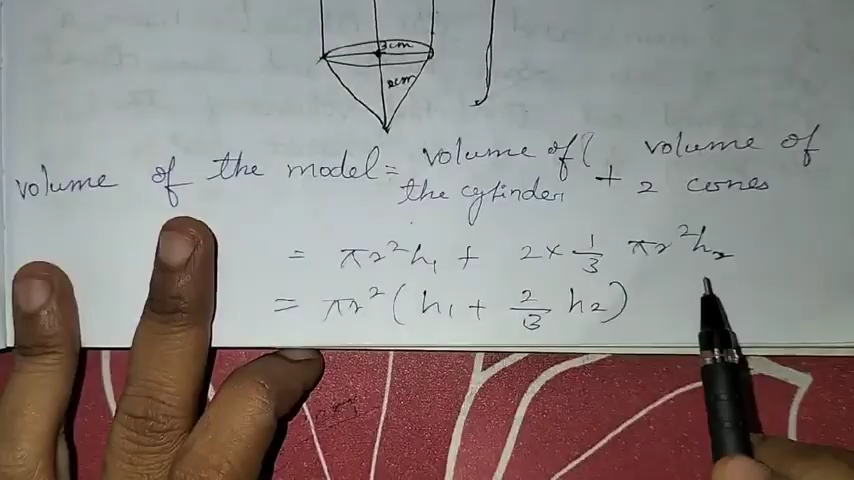 3cm
2cm
volume of the model = volume of the cylinder + volume of 2 cones
= πr²h₁ + 2 × 1/3 πr²h₂
= πr² (h₁ + 2/3 h₂)